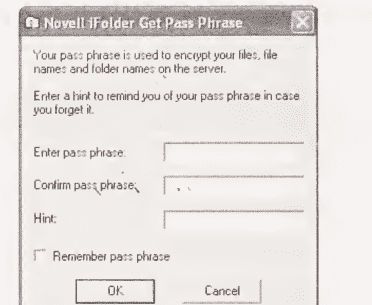 Novell iFolder Get Pass Phrase
Your pass phrase is used to encrypt your files, file
names and folder names on the server.
Enter a hint to remind you of your pass phrase in case
you forget it.
Enter pass phrase:
Confirm pass phrase:
Hint:
Remember pass phrase
OK
Cancel